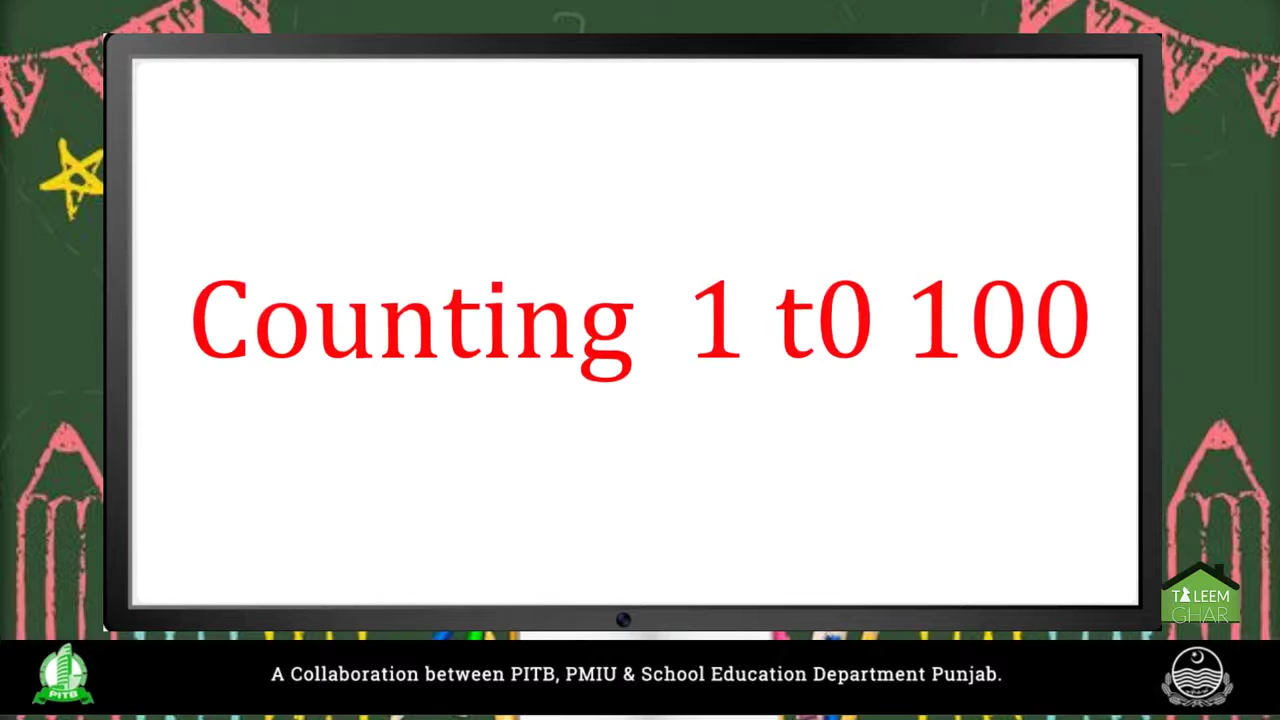 Counting 1 t0 100
TALEEM
GHAR
PITB
A Collaboration between PITB, PMIU & School Education Department Punjab.